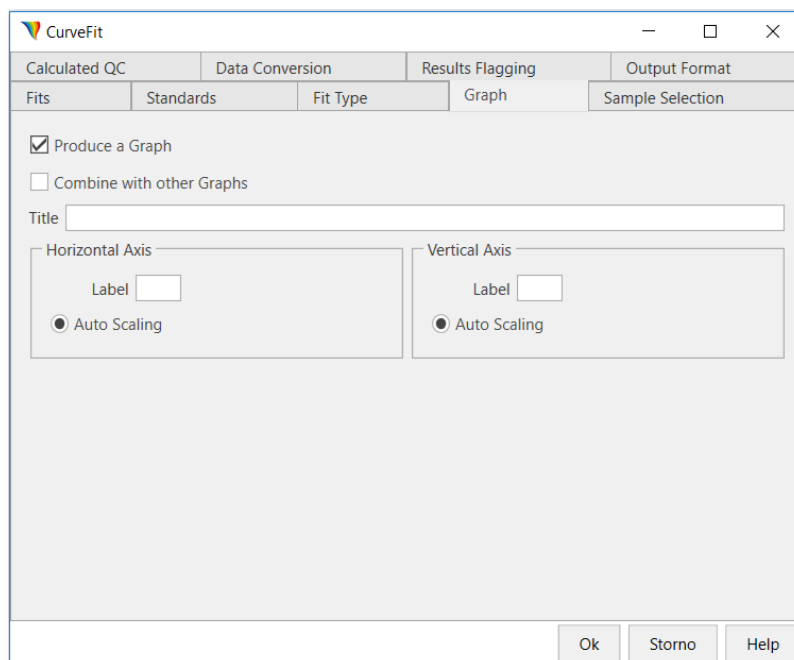 CurveFit
Calculated QC Data Conversion Results Flagging Output Format
Fits Standards Fit Type Graph Sample Selection
Produce a Graph
Combine with other Graphs
Title
Horizontal Axis Vertical Axis
Label Label
Auto Scaling Auto Scaling
Ok Storno Help